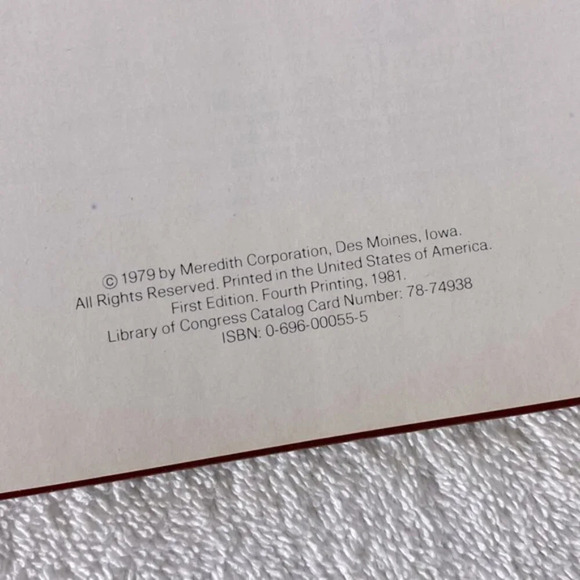 © 1979 by Meredith Corporation, Des Moines, Iowa.
All Rights Reserved. Printed in the United States of America.
First Edition. Fourth Printing, 1981.
Library of Congress Catalog Card Number: 78-74938
ISBN: 0-696-00055-5